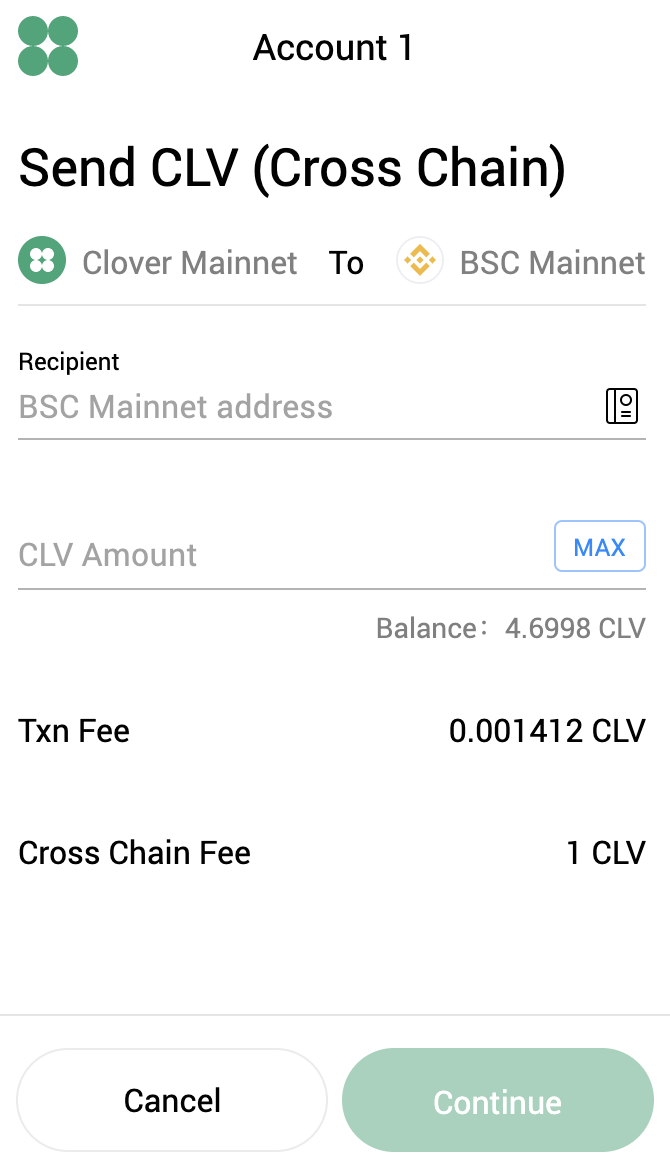 Account 1
Send CLV (Cross Chain)
Clover Mainnet To BSC Mainnet
Recipient
BSC Mainnet address
CLV Amount MAX
Balance： 4.6998 CLV
Txn Fee 0.001412 CLV
Cross Chain Fee 1 CLV
Cancel Continue